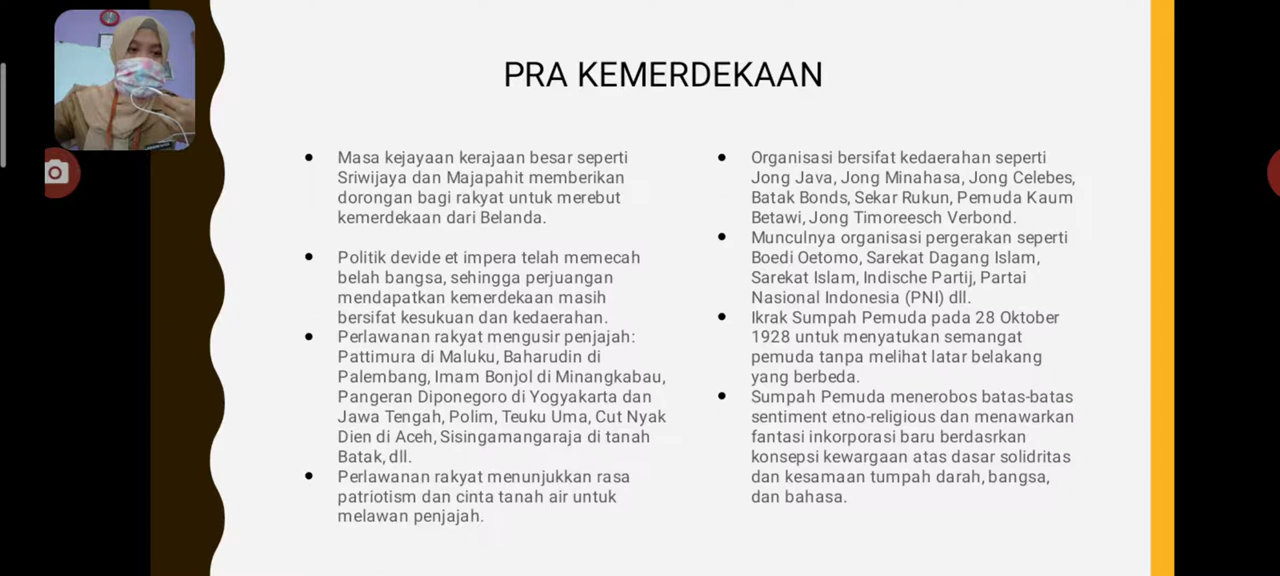 PRA KEMERDEKAAN
Masa kejayaan kerajaan besar seperti
Sriwijaya dan Majapahit memberikan
dorongan bagi rakyat untuk merebut
kemerdekaan dari Belanda.
Politik devide et impera telah memecah
belah bangsa, sehingga perjuangan
mendapatkan kemerdekaan masih
bersifat kesukuan dan kedaerahan.
Perlawanan rakyat mengusir penjajah:
Pattimura di Maluku, Baharudin di
Palembang, Imam Bonjol di Minangkabau,
Pangeran Diponegoro di Yogyakarta dan
Jawa Tengah, Polim, Teuku Uma, Cut Nyak
Dien di Aceh, Sisingamangaraja di tanah
Batak, dll.
Perlawanan rakyat menunjukkan rasa
patriotism dan cinta tanah air untuk
melawan penjajah.
Organisasi bersifat kedaerahan seperti
Jong Java, Jong Minahasa, Jong Celebes,
Batak Bonds, Sekar Rukun, Pemuda Kaum
Betawi, Jong Timoreesch Verbond.
Munculnya organisasi pergerakan seperti
Boedi Oetomo, Sarekat Dagang Islam,
Sarekat Islam, Indische Partij, Partai
Nasional Indonesia (PNI) dll.
Ikrak Sumpah Pemuda pada 28 Oktober
1928 untuk menyatukan semangat
pemuda tanpa melihat latar belakang
yang berbeda.
Sumpah Pemuda menerobos batas-batas
sentiment etno-religious dan menawarkan
fantasi inkorporasi baru berdasrkan
konsepsi kewargaan atas dasar solidritas
dan kesamaan tumpah darah, bangsa,
dan bahasa.